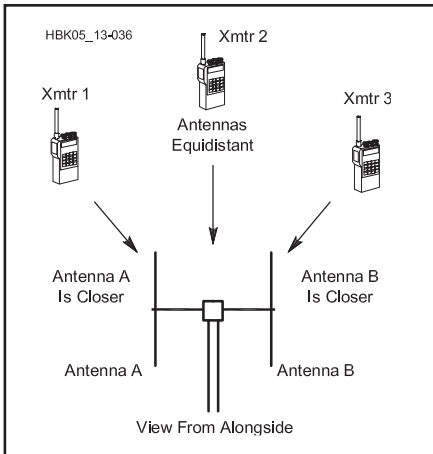 HBK05_13-036
Xmtr 2
Xmtr 1
Xmtr 3
Antennas
Equidistant
Antenna A
Is Closer
Antenna B
Is Closer
Antenna A
Antenna B
View From Alongside